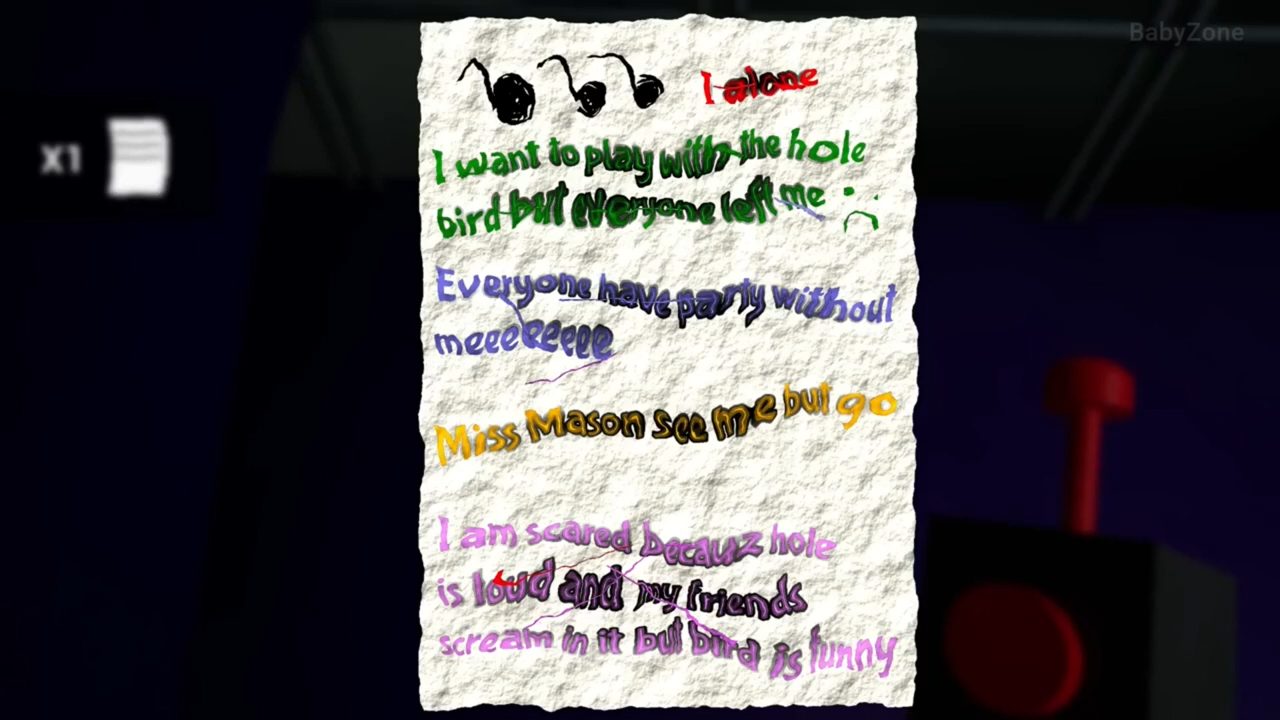 BabyZone
I alone
X1
I want to play with the hole
bird but everyone left me :(
Everyone have party without
meeeeeeee
Miss Mason see me but go
I am scared becauz hole
is loud and my friends
scream in it but bird is funny